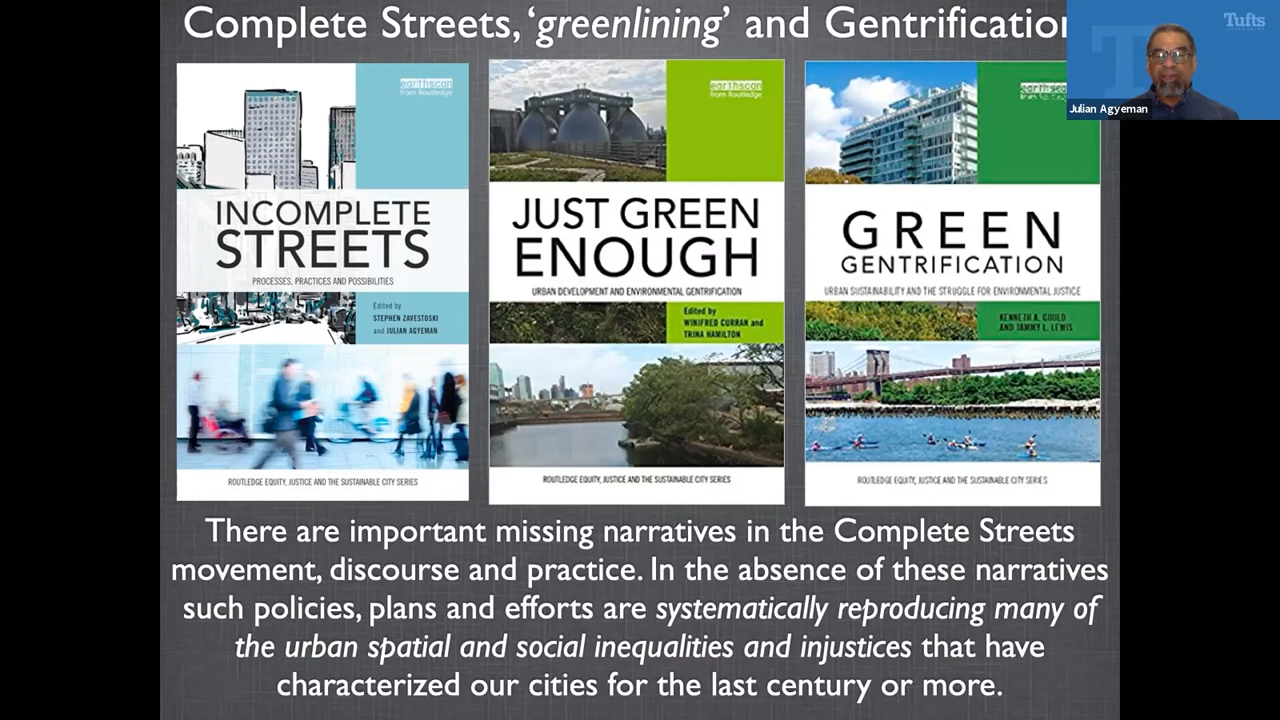 Complete Streets, ‘greenlining’ and Gentrification
Tufts
UNIVERSITY
Julian Agyeman
earthscan
from Routledge
INCOMPLETE
STREETS
PROCESSES, PRACTICES AND POSSIBILITIES
Edited by
STEPHEN ZAVESTOSKI
and JULIAN AGYEMAN
ROUTLEDGE EQUITY, JUSTICE AND THE SUSTAINABLE CITY SERIES
earthscan
from Routledge
JUST GREEN
ENOUGH
URBAN DEVELOPMENT AND ENVIRONMENTAL GENTRIFICATION
Edited by
WINIFRED CURRAN and
TRINA HAMILTON
ROUTLEDGE EQUITY, JUSTICE AND THE SUSTAINABLE CITY SERIES
from Routledge
GREEN
GENTRIFICATION
URBAN SUSTAINABILITY AND THE STRUGGLE FOR ENVIRONMENTAL JUSTICE
KENNETH A. GOULD
AND TAMMY L. LEWIS
ROUTLEDGE EQUITY, JUSTICE AND THE SUSTAINABLE CITY SERIES
There are important missing narratives in the Complete Streets
movement, discourse and practice. In the absence of these narratives
such policies, plans and efforts are systematically reproducing many of
the urban spatial and social inequalities and injustices that have
characterized our cities for the last century or more.